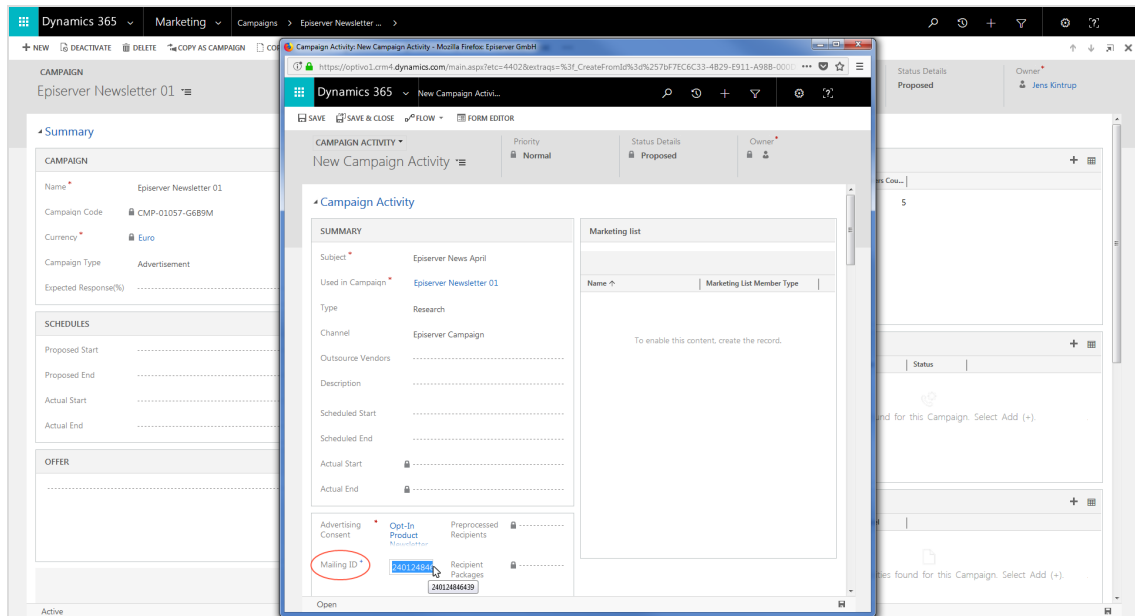 Dynamics 365 Marketing Campaigns > Episerver Newsletter ... >
+ NEW DEACTIVATE DELETE COPY AS CAMPAIGN
CAMPAIGN
Episerver Newsletter 01
Status Details
Proposed
Owner*
Jens Kintrup
Summary
CAMPAIGN
Name* Episerver Newsletter 01
Campaign Code CMP-01057-G6B9M
Currency* Euro
Campaign Type Advertisement
Expected Response(%)
SCHEDULES
Proposed Start
Proposed End
Actual Start
Actual End
OFFER
Active
Campaign Activity: New Campaign Activity - Mozilla Firefox: Episerver GmbH
https://optivo1.crm4.dynamics.com/main.aspx?etc=4402&extraqs=%3f_CreateFromId%3d%257bF7EC6C33-4B29-E911-A98B-000
Dynamics 365 New Campaign Activi...
SAVE SAVE & CLOSE FLOW FORM EDITOR
CAMPAIGN ACTIVITY
New Campaign Activity
Priority
Normal
Status Details
Proposed
Owner*
Campaign Activity
SUMMARY
Subject* Episerver News April
Used in Campaign* Episerver Newsletter 01
Type Research
Channel Episerver Campaign
Outsource Vendors
Description
Scheduled Start
Scheduled End
Actual Start
Actual End
Advertising Consent* Opt-In Product Newsletter
Preprocessed Recipients
Mailing ID* 240124846
Recipient Packages
240124846439
Open
Marketing list
Name ↑ Marketing List Member Type
To enable this content, create the record.
5
Status
und for this Campaign. Select Add (+).
ties found for this Campaign. Select Add (+).